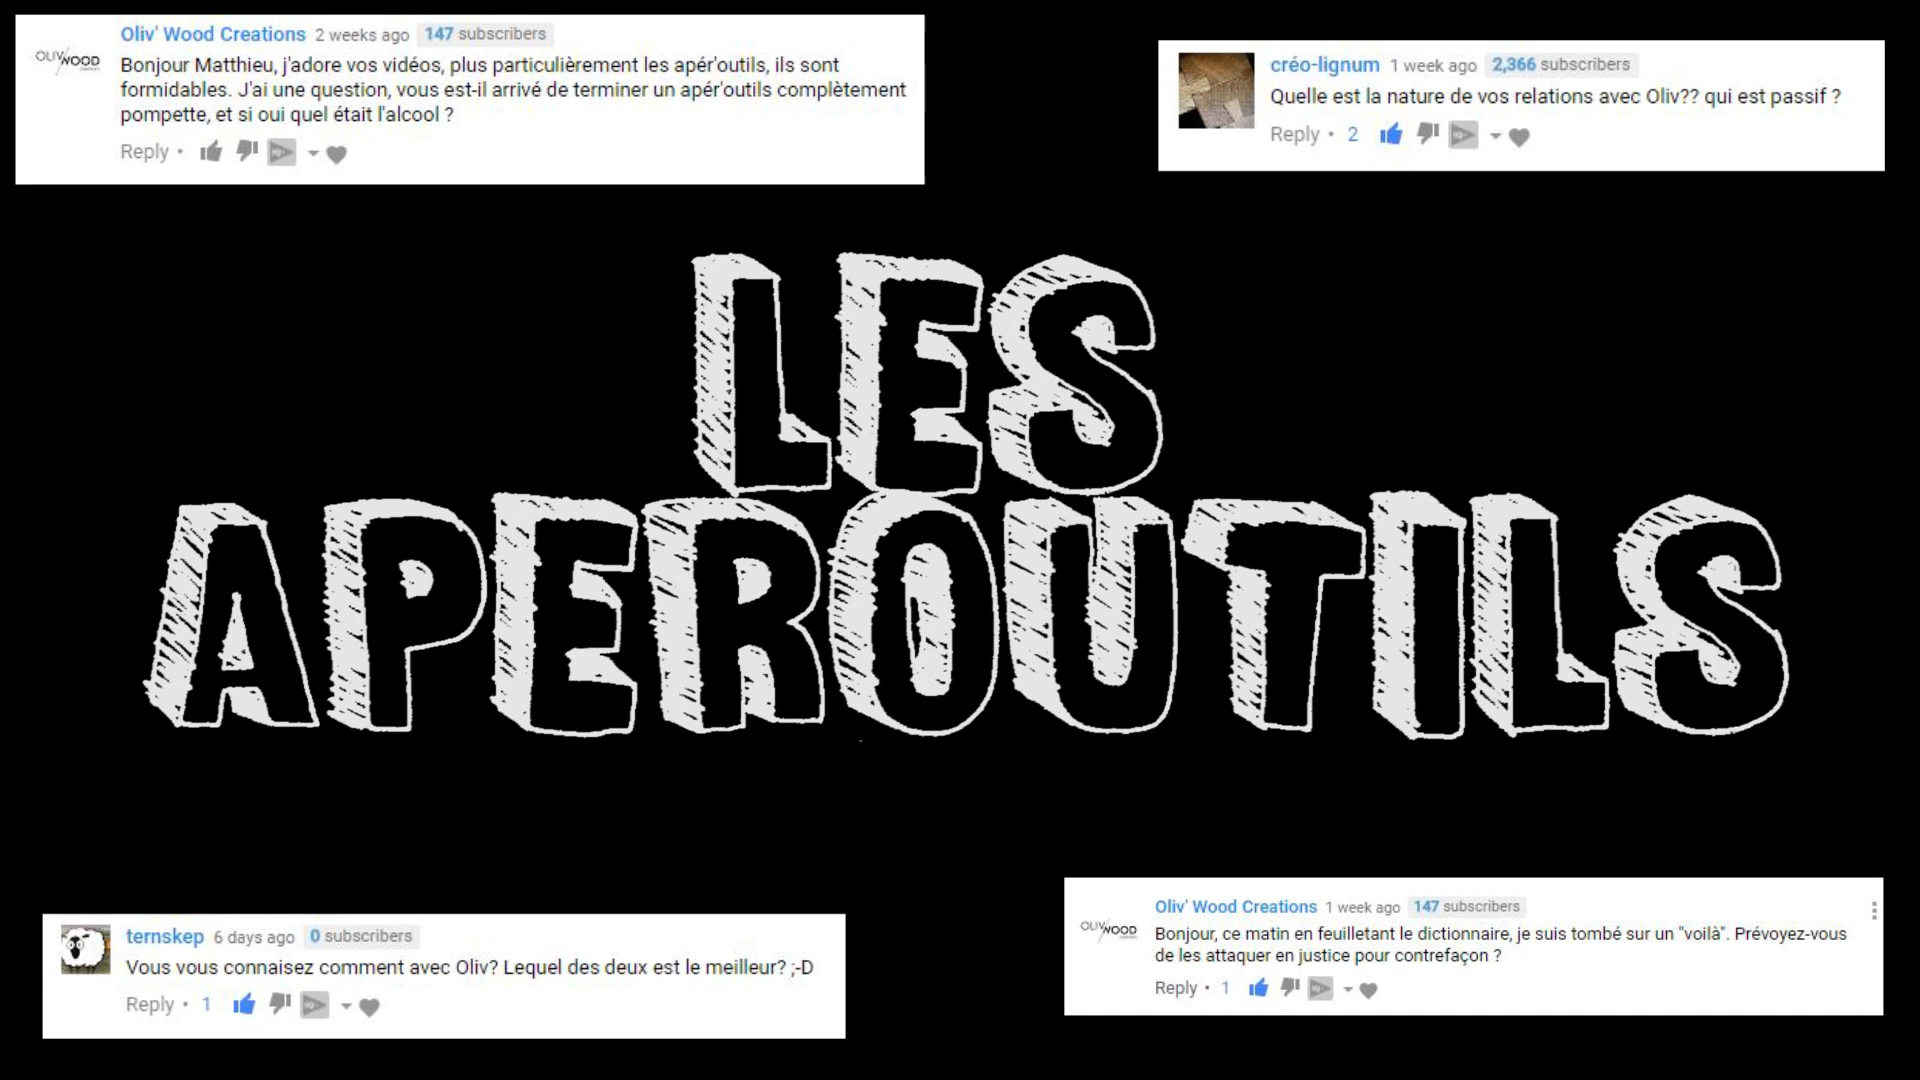 Oliv' Wood Creations 2 weeks ago 147 subscribers
OLIV/WOOD
Bonjour Matthieu, j'adore vos vidéos, plus particulièrement les apér'outils, ils sont
formidables. J'ai une question, vous est-il arrivé de terminer un apér'outils complètement
pompette, et si oui quel était l'alcool ?
Reply •
créo-lignum 1 week ago 2,366 subscribers
Quelle est la nature de vos relations avec Oliv?? qui est passif ?
Reply • 2
LES
APEROUTILS
ternskep 6 days ago 0 subscribers
Vous vous connaisez comment avec Oliv? Lequel des deux est le meilleur? ;-D
Reply • 1
Oliv' Wood Creations 1 week ago 147 subscribers
OLIV/WOOD
Bonjour, ce matin en feuilletant le dictionnaire, je suis tombé sur un "voilà". Prévoyez-vous
de les attaquer en justice pour contrefaçon ?
Reply • 1